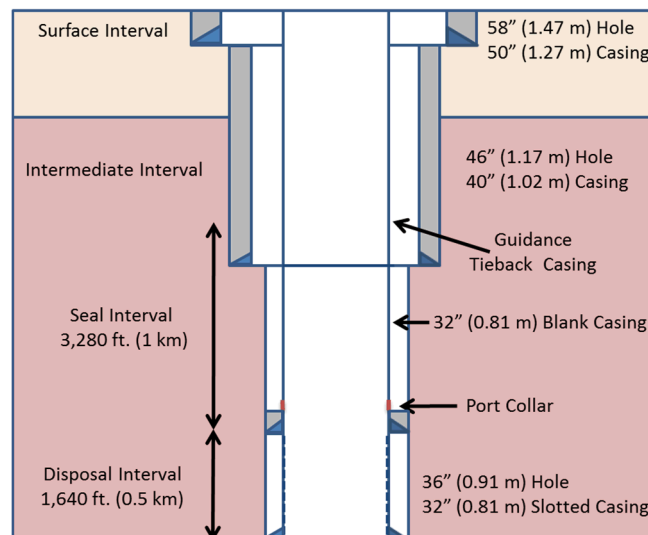 Surface Interval
58” (1.47 m) Hole
50” (1.27 m) Casing
Intermediate Interval
46” (1.17 m) Hole
40” (1.02 m) Casing
Guidance
Tieback Casing
Seal Interval
3,280 ft. (1 km)
32” (0.81 m) Blank Casing
Port Collar
Disposal Interval
1,640 ft. (0.5 km)
36” (0.91 m) Hole
32” (0.81 m) Slotted Casing